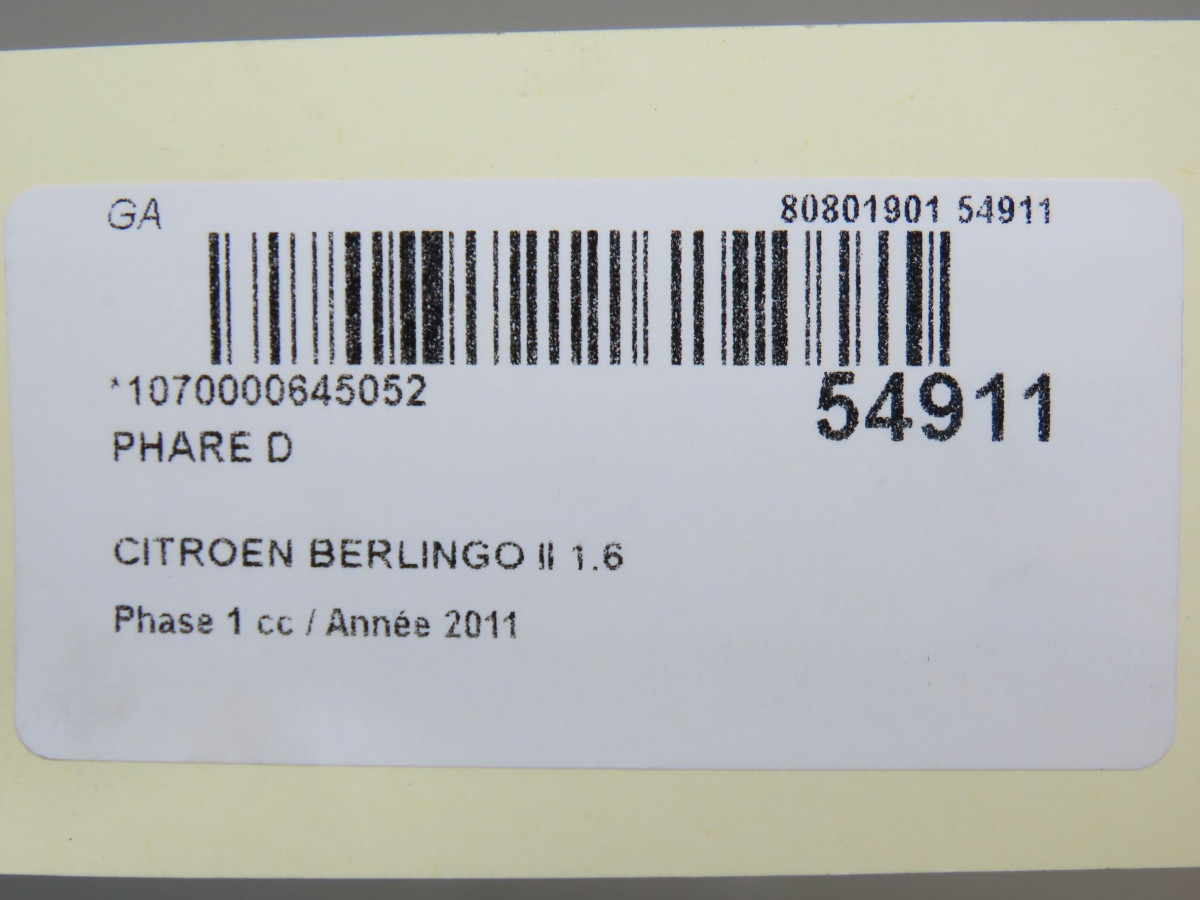 GA
80801901 54911
*1070000645052
54911
PHARE D
CITROEN BERLINGO II 1.6
Phase 1 cc / Année 2011